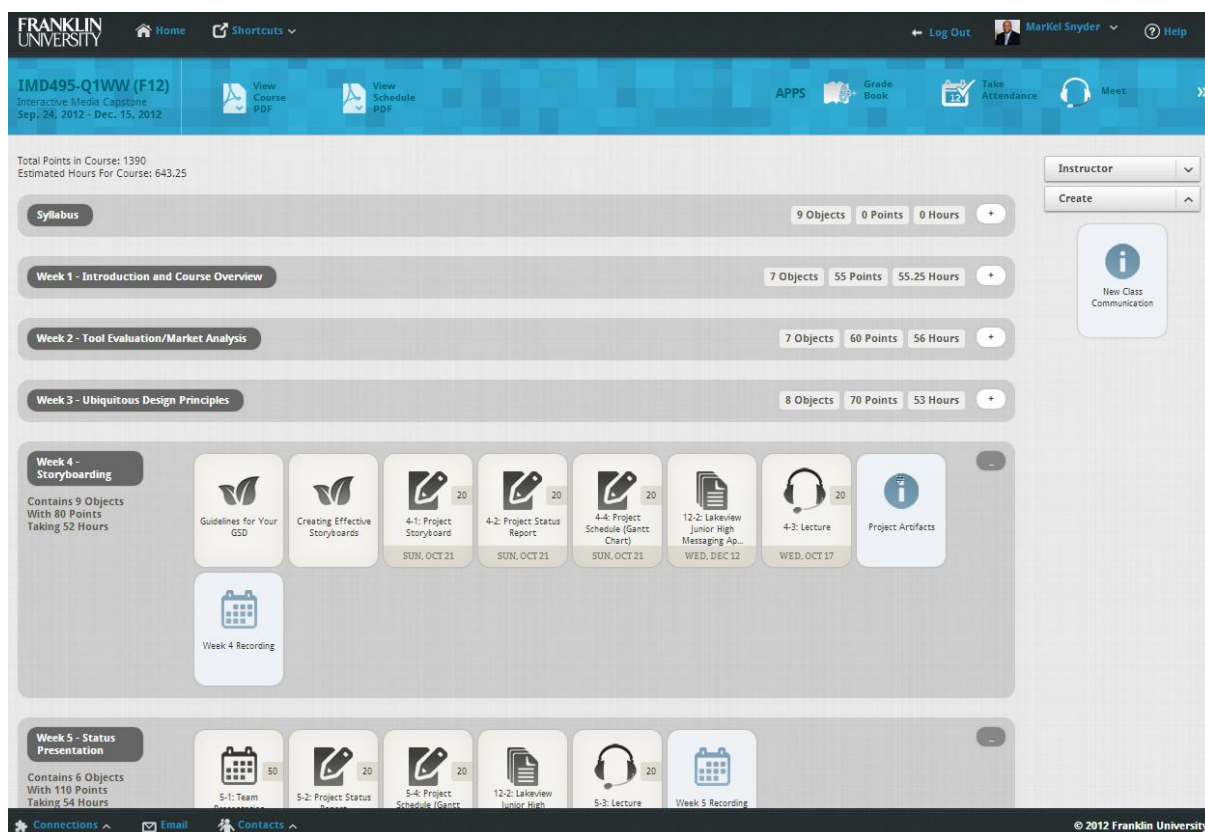 FRANKLIN
UNIVERSITY
Home
Shortcuts
Log Out
MarKel Snyder
Help
IMD495-Q1WW (F12)
Interactive Media Capstone
Sep. 24, 2012 - Dec. 15, 2012
View
Course
PDF
View
Schedule
PDF
APPS
Grade
Book
12
Take
Attendance
Meet
Total Points in Course: 1390
Estimated Hours For Course: 643.25
Instructor
Create
New Class
Communication
Syllabus
9 Objects 0 Points 0 Hours +
Week 1 - Introduction and Course Overview
7 Objects 55 Points 55.25 Hours +
Week 2 - Tool Evaluation/Market Analysis
7 Objects 60 Points 56 Hours +
Week 3 - Ubiquitous Design Principles
8 Objects 70 Points 53 Hours +
Week 4 -
Storyboarding
Contains 9 Objects
With 80 Points
Taking 52 Hours
Guidelines for Your
GSD
Creating Effective
Storyboards
20
4-1: Project
Storyboard
SUN, OCT 21
20
4-2: Project Status
Report
SUN, OCT 21
20
4-4: Project
Schedule (Gantt
Chart)
SUN, OCT 21
12-2: Lakeview
Junior High
Messaging Ap...
WED, DEC 12
20
4-3: Lecture
WED, OCT 17
Project Artifacts
Week 4 Recording
Week 5 - Status
Presentation
Contains 6 Objects
With 110 Points
Taking 54 Hours
50
5-1: Team
Presentation
20
5-2: Project Status
Report
20
5-4: Project
Schedule (Gantt
12-2: Lakeview
Junior High
20
5-3: Lecture
Week 5 Recording
Connections
Email
Contacts
© 2012 Franklin University